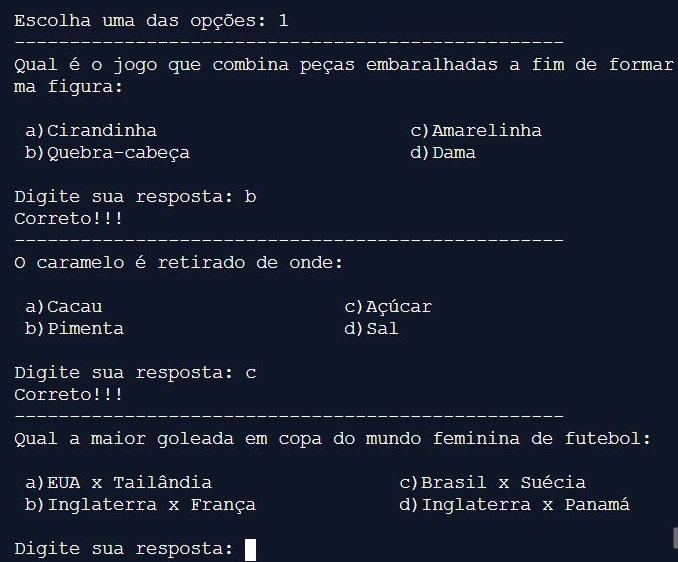 Escolha uma das opções: 1
--------------------------------------------------
Qual é o jogo que combina peças embaralhadas a fim de formar
ma figura:
a)Cirandinha c)Amarelinha
b)Quebra-cabeça d)Dama
Digite sua resposta: b
Correto!!!
--------------------------------------------------
O caramelo é retirado de onde:
a)Cacau c)Açúcar
b)Pimenta d)Sal
Digite sua resposta: c
Correto!!!
--------------------------------------------------
Qual a maior goleada em copa do mundo feminina de futebol:
a)EUA x Tailândia c)Brasil x Suécia
b)Inglaterra x França d)Inglaterra x Panamá
Digite sua resposta: